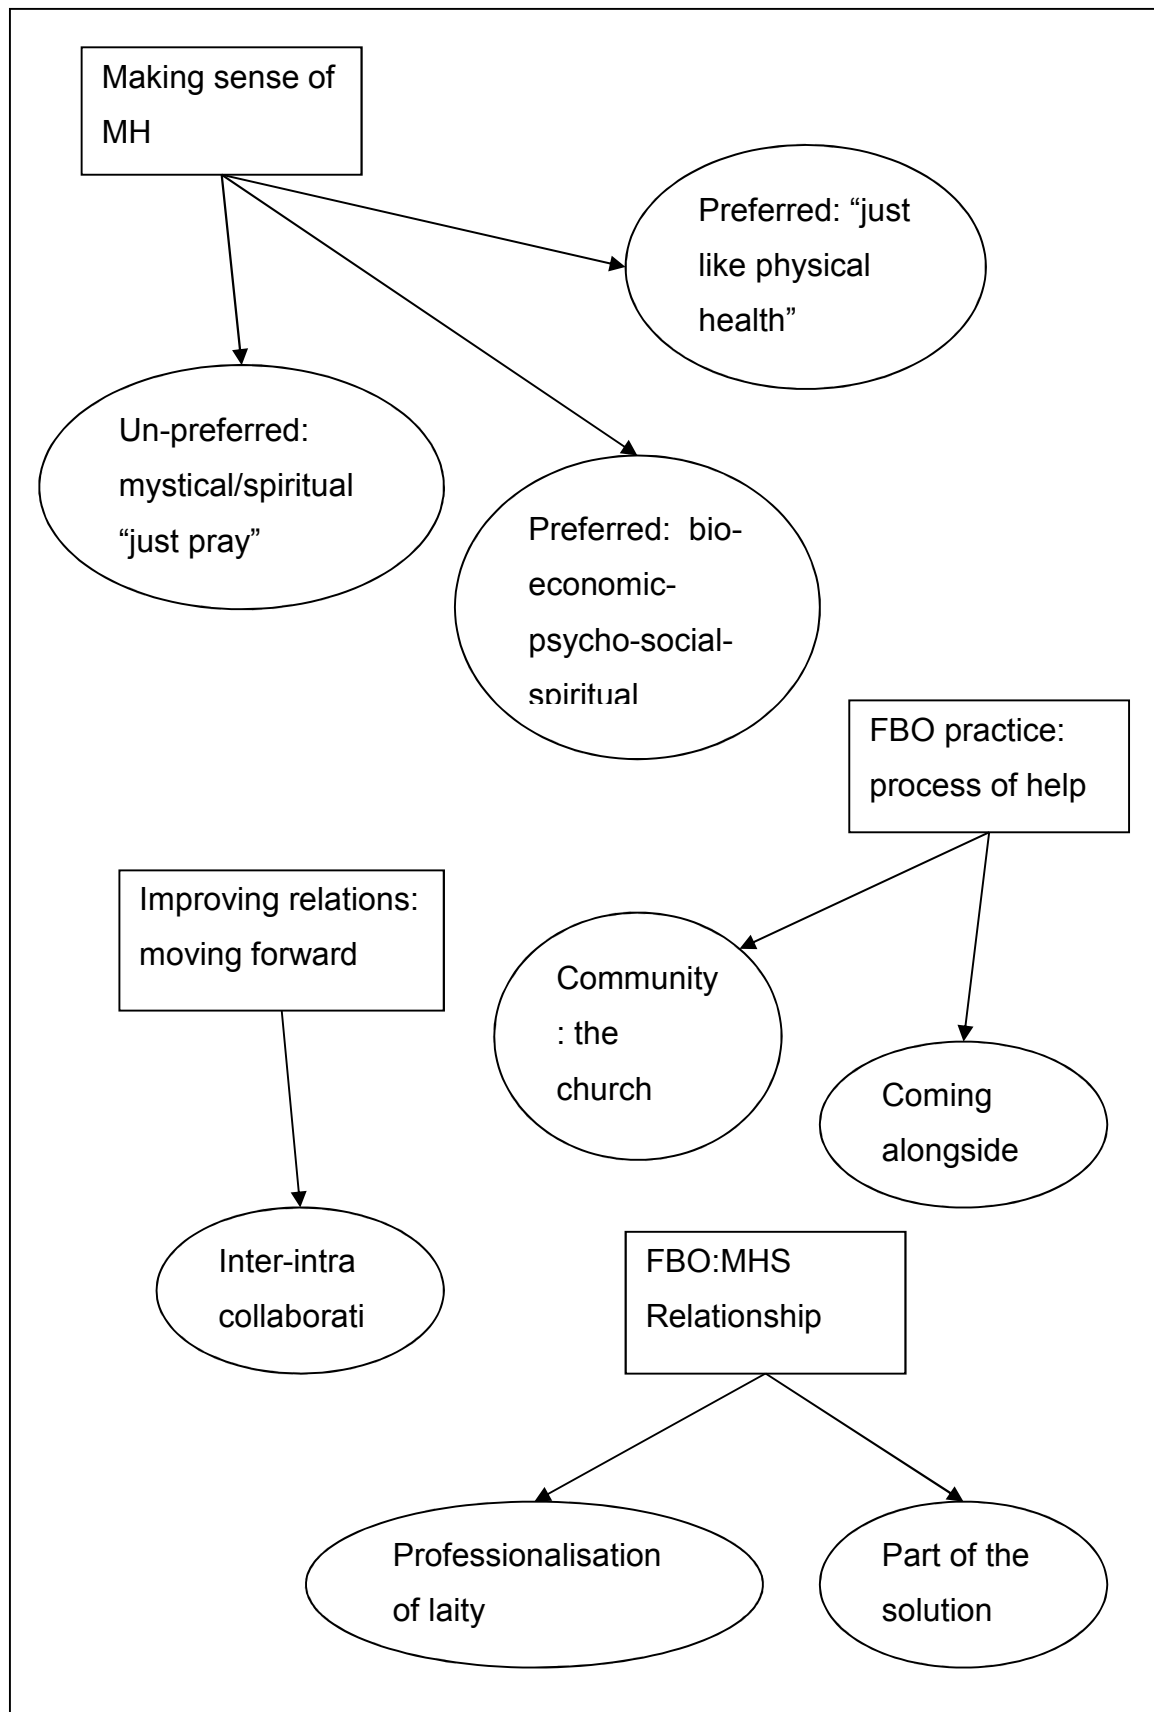 Making sense of
MH
Preferred: “just
like physical
health”
Un-preferred:
mystical/spiritual
“just pray”
Preferred:  bio-
economic-
psycho-social-
spiritual
FBO practice:
process of help
Improving relations:
moving forward
Community
: the
church
Coming
alongside
Inter-intra
collaborati
FBO:MHS
Relationship
Professionalisation
of laity
Part of the
solution